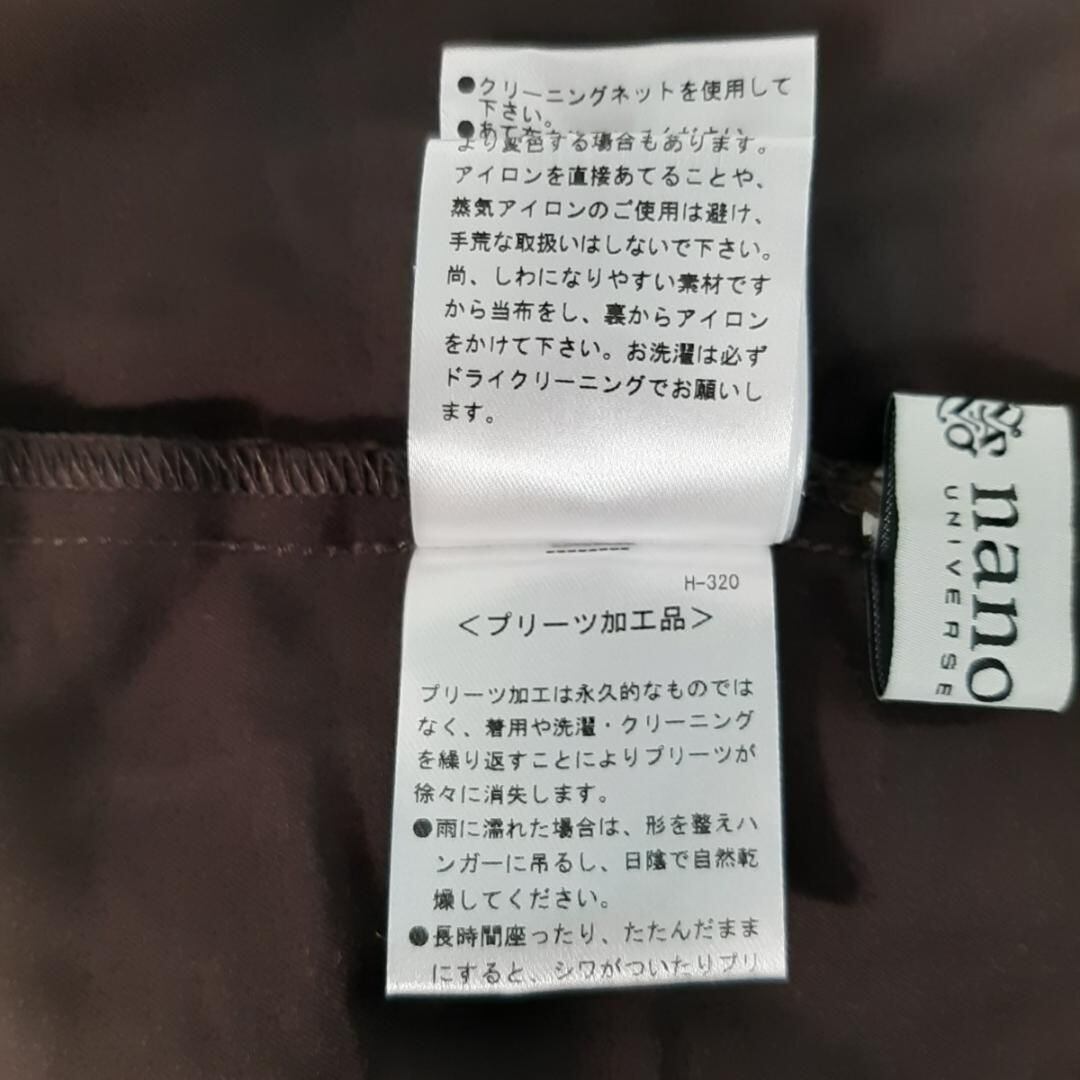 ●クリーニングネットを使用して
下さい。
●あて
より変色する場合もあります。
アイロンを直接あてることや、
蒸気アイロンのご使用は避け、
手荒な取扱いはしないで下さい。
尚、しわになりやすい素材です
から当布をし、裏からアイロン
をかけて下さい。お洗濯は必ず
ドライクリーニングでお願いし
ます。
H-320
<プリーツ加工品>
プリーツ加工は永久的なものでは
なく、着用や洗濯・クリーニング
を繰り返すことによりプリーツが
徐々に消失します。
●雨に濡れた場合は、形を整えハ
ンガーに吊るし、日陰で自然乾
燥してください。
●長時間座ったり、たたんだまま
にすると、シワがついたりプリ
nano
UNIVERSE